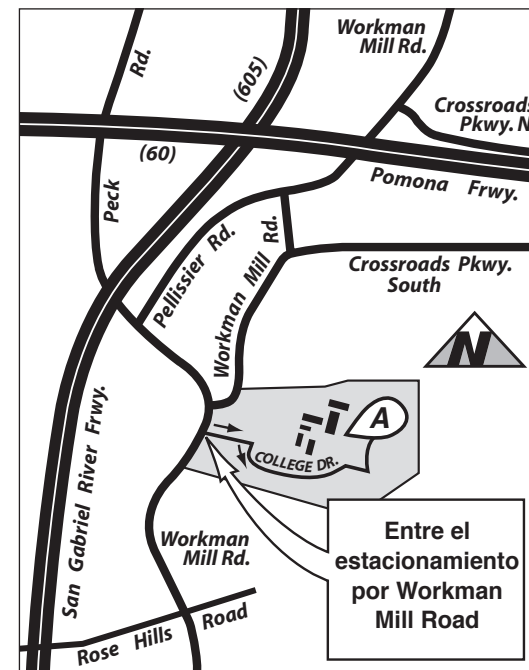 Workman
Mill Rd.
Rd.
(605)
Crossroads
Pkwy. N
(60)
Pomona Frwy.
Peck
Pellissier Rd.
Workman Mill Rd.
Crossroads Pkwy.
South
N
A
COLLEGE DR.
San Gabriel River Frwy.
Entre el
estacionamiento
por Workman
Mill Road
Workman
Mill Rd.
Rose Hills Road